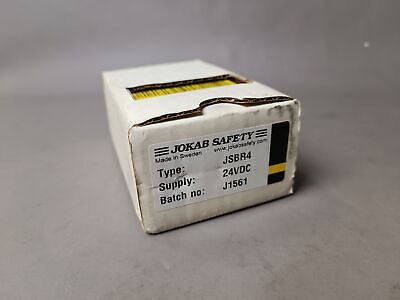 JOKAB SAFETY
Made in Sweden www.jokabsafety.com
Type: JSBR4
Supply: 24VDC
Batch no: J1561